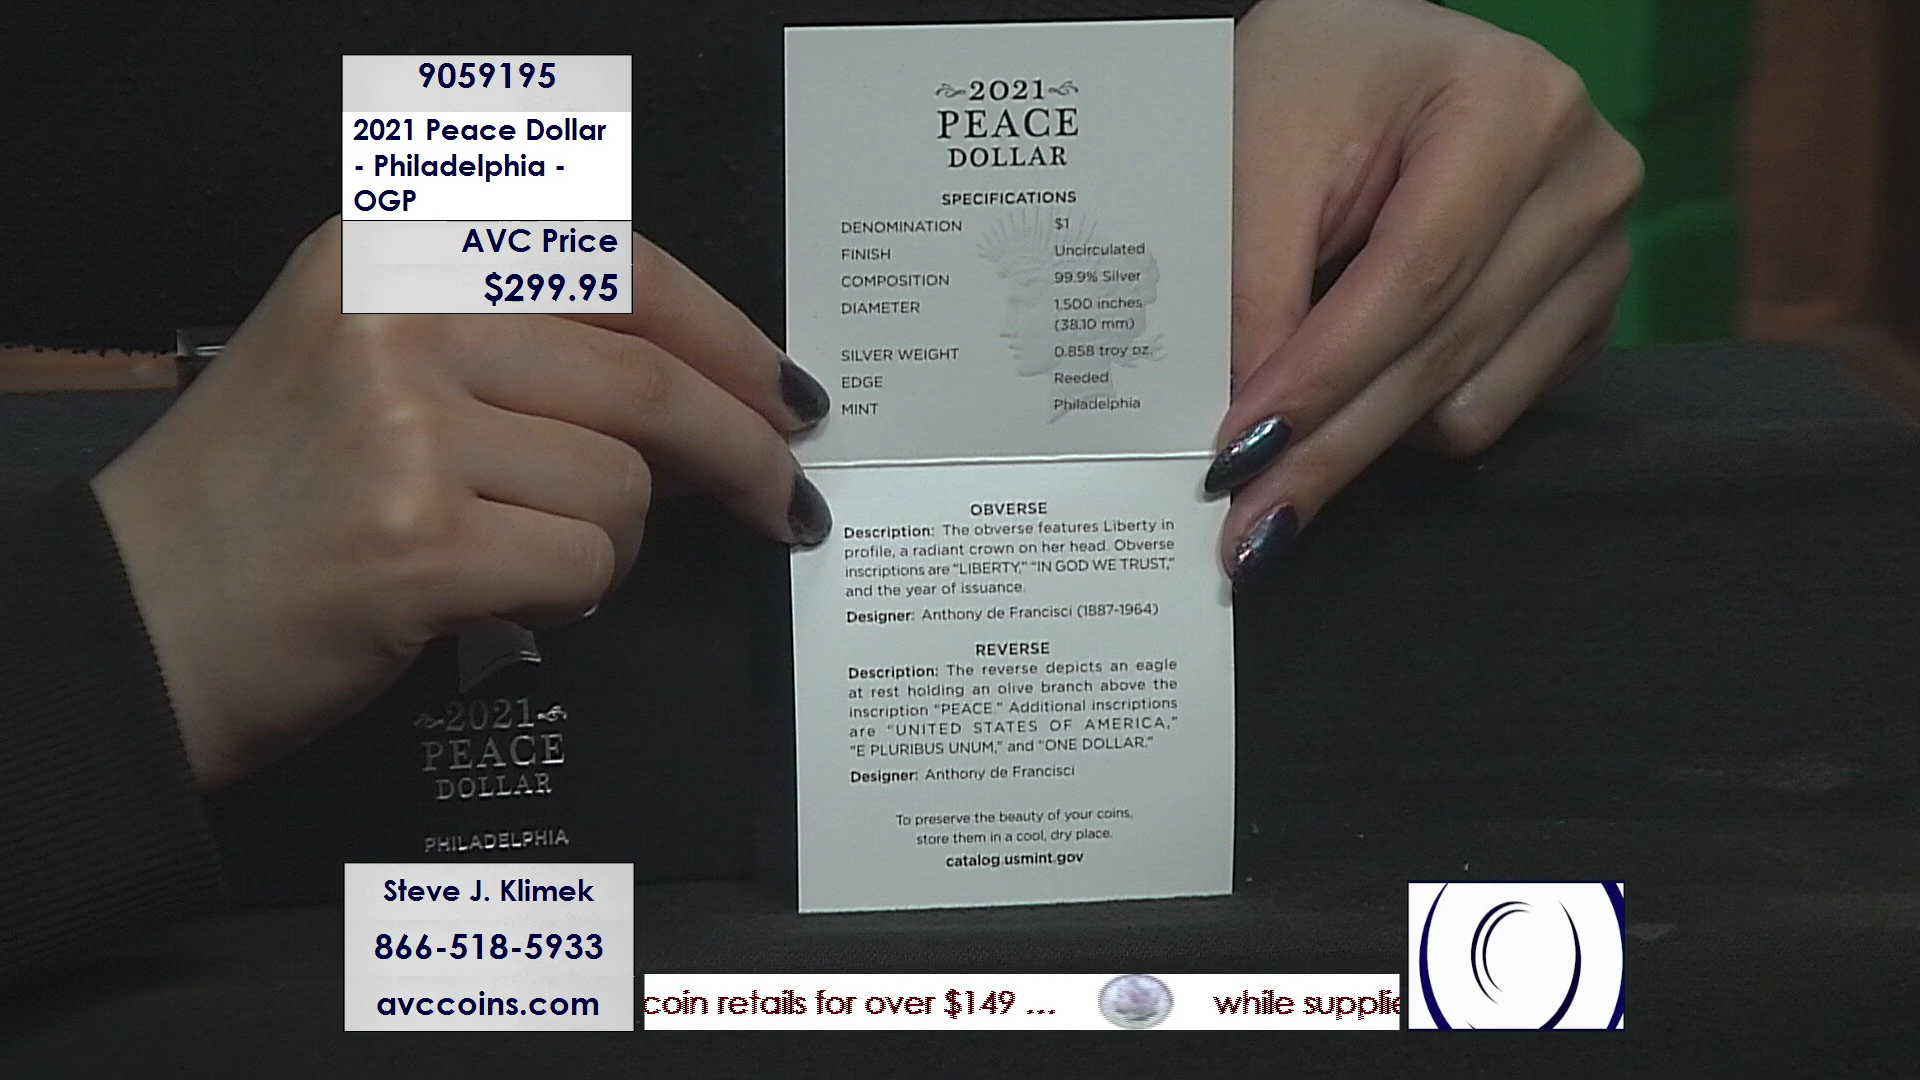 9059195
2021 Peace Dollar
- Philadelphia -
OGP
AVC Price
$299.95
2021
PEACE
DOLLAR
SPECIFICATIONS
DENOMINATION $1
FINISH Uncirculated
COMPOSITION 99.9% Silver
DIAMETER 1.500 inches
(38.10 mm)
SILVER WEIGHT 0.858 troy oz.
EDGE Reeded
MINT Philadelphia
OBVERSE
Description: The obverse features Liberty in
profile, a radiant crown on her head. Obverse
inscriptions are "LIBERTY," "IN GOD WE TRUST,"
and the year of issuance.
Designer: Anthony de Francisci (1887-1964)
REVERSE
Description: The reverse depicts an eagle
at rest holding an olive branch above the
inscription "PEACE." Additional inscriptions
are "UNITED STATES OF AMERICA,"
"E PLURIBUS UNUM," and "ONE DOLLAR."
Designer: Anthony de Francisci
To preserve the beauty of your coins,
store them in a cool, dry place.
catalog.usmint.gov
2021
PEACE
DOLLAR
PHILADELPHIA
Steve J. Klimek
866-518-5933
avccoins.com
coin retails for over $149 ... while supplie